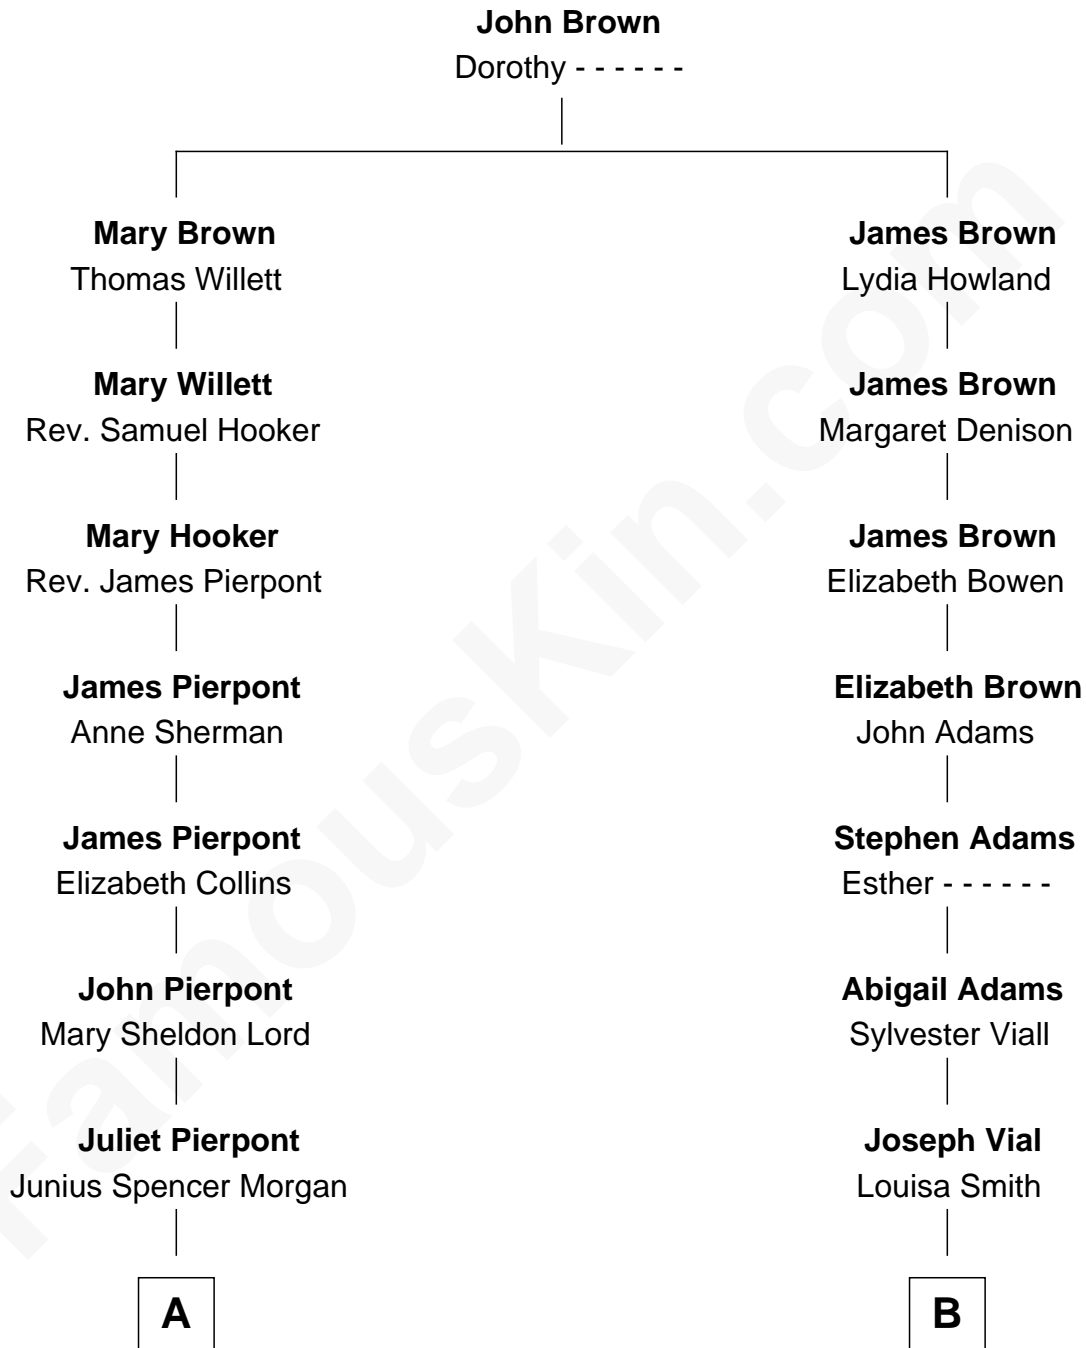 John Brown
Dorothy - - - - - -
Mary Brown
Thomas Willett
James Brown
Lydia Howland
Mary Willett
Rev. Samuel Hooker
James Brown
Margaret Denison
Mary Hooker
Rev. James Pierpont
James Brown
Elizabeth Bowen
James Pierpont
Anne Sherman
Elizabeth Brown
John Adams
James Pierpont
Elizabeth Collins
Stephen Adams
Esther - - - - - -
John Pierpont
Mary Sheldon Lord
Abigail Adams
Sylvester Viall
Juliet Pierpont
Junius Spencer Morgan
Joseph Vial
Louisa Smith
A
B
FamousKin.com